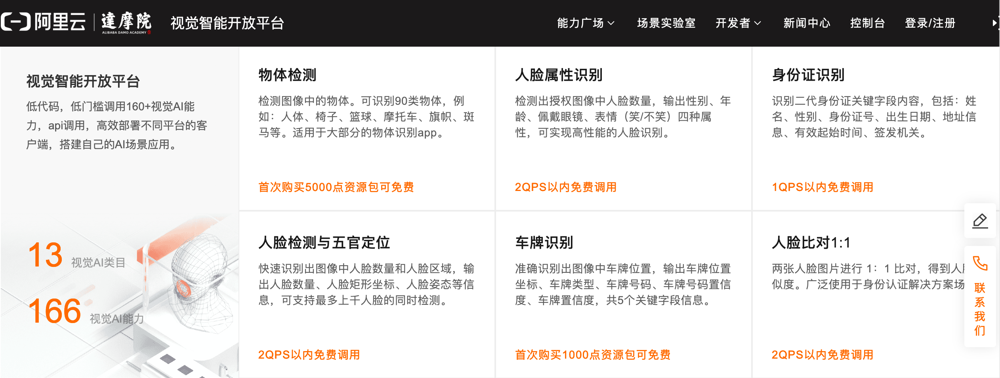 阿里云
達摩院
ALIBABA DAMO ACADEMY
视觉智能开放平台
能力广场
场景实验室
开发者
新闻中心
控制台
登录/注册
视觉智能开放平台
低代码，低门槛调用160+视觉AI能
力，api调用，高效部署不同平台的客
户端，搭建自己的AI场景应用。
13 视觉AI类目
166 视觉AI能力
物体检测
检测图像中的物体。可识别90类物体，例
如：人体、椅子、篮球、摩托车、旗帜、斑
马等。适用于大部分的物体识别app。
首次购买5000点资源包可免费
人脸属性识别
检测出授权图像中人脸数量，输出性别、年
龄、佩戴眼镜、表情（笑/不笑）四种属
性，可实现高性能的人脸识别。
2QPS以内免费调用
身份证识别
识别二代身份证关键字段内容，包括：姓
名、性别、身份证号、出生日期、地址信
息、有效起始时间、签发机关。
1QPS以内免费调用
人脸检测与五官定位
快速识别出图像中人脸数量和人脸区域，输
出人脸数量、人脸矩形坐标、人脸姿态等信
息，可支持最多上千人脸的同时检测。
2QPS以内免费调用
车牌识别
准确识别出图像中车牌位置，输出车牌位置
坐标、车牌类型、车牌号码、车牌号码置信
度、车牌置信度，共5个关键字段信息。
首次购买1000点资源包可免费
人脸比对1:1
两张人脸图片进行 1：1 比对，得到人
似度。广泛使用于身份认证解决方案场
2QPS以内免费调用
联系我们